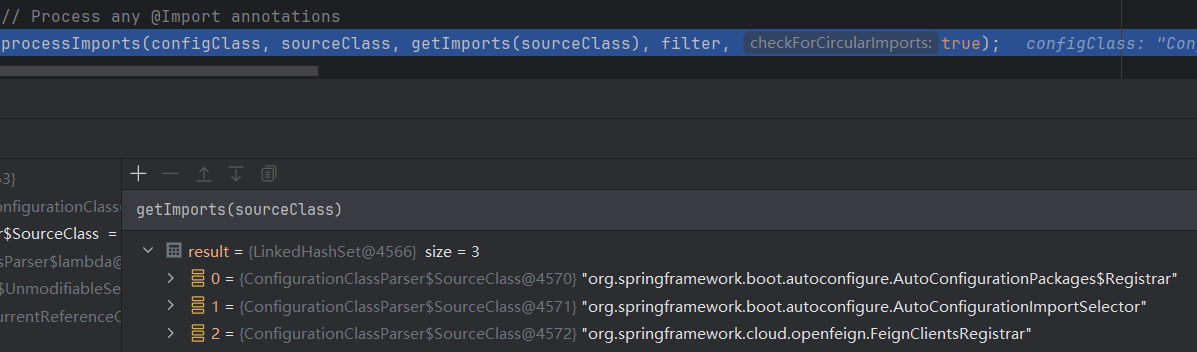 // Process any @Import annotations
processImports(configClass, sourceClass, getImports(sourceClass), filter, checkForCircularImports: true); configClass: "Con
53}
onfigurationClass
r$SourceClass =
sParser$lambda@
$UnmodifiableSe
urrentReferenceC
getImports(sourceClass)
result = {LinkedHashSet@4566} size = 3
0 = {ConfigurationClassParser$SourceClass@4570} "org.springframework.boot.autoconfigure.AutoConfigurationPackages$Registrar"
1 = {ConfigurationClassParser$SourceClass@4571} "org.springframework.boot.autoconfigure.AutoConfigurationImportSelector"
2 = {ConfigurationClassParser$SourceClass@4572} "org.springframework.cloud.openfeign.FeignClientsRegistrar"